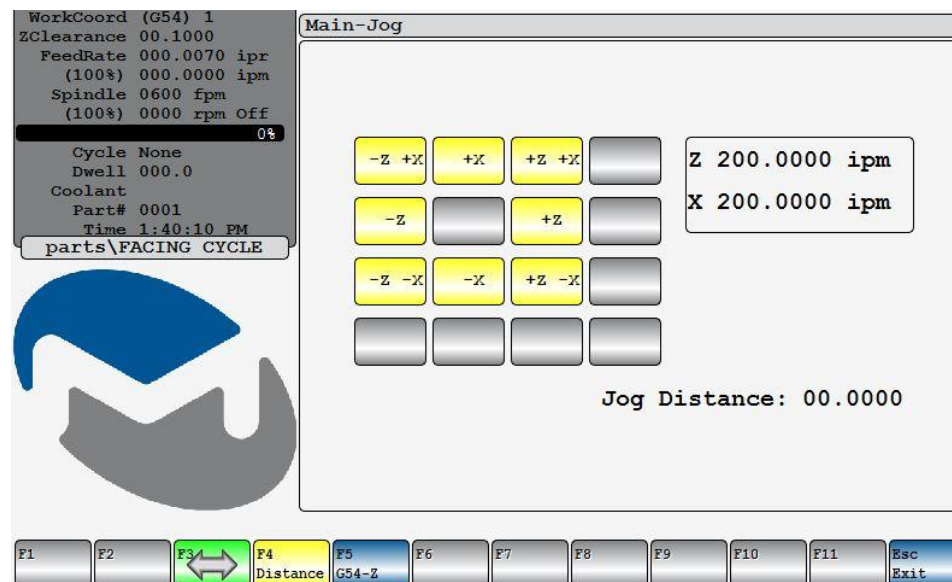 WorkCoord (G54) 1
ZClearance 00.1000
FeedRate 000.0070 ipr
(100%) 000.0000 ipm
Spindle 0600 fpm
(100%) 0000 rpm Off
0%
Cycle None
Dwell 000.0
Coolant
Part# 0001
Time 1:40:10 PM
parts\FACING CYCLE
Main-Jog
-Z +X +X +Z +X
-Z +Z
-Z -X -X +Z -X
Z 200.0000 ipm
X 200.0000 ipm
Jog Distance: 00.0000
F1 F2 F3 F4 F5 F6 F7 F8 F9 F10 F11 Esc
Distance G54-Z Exit